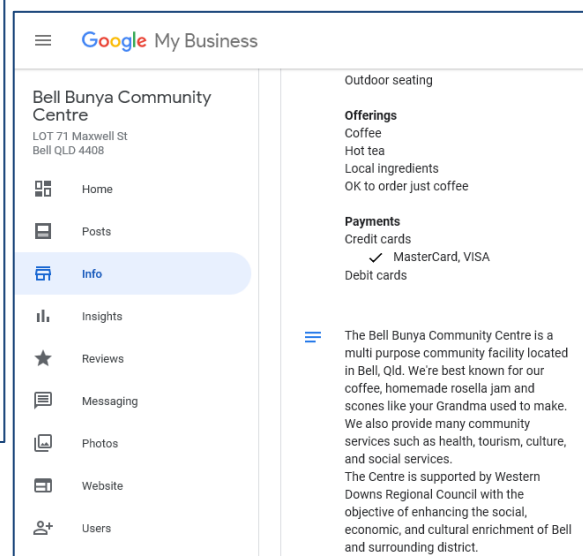 Google My Business
Bell Bunya Community
Centre
LOT 71 Maxwell St
Bell QLD 4408
Home
Posts
Info
Insights
Reviews
Messaging
Photos
Website
Users
Outdoor seating
Offerings
Coffee
Hot tea
Local ingredients
OK to order just coffee
Payments
Credit cards
MasterCard, VISA
Debit cards
The Bell Bunya Community Centre is a
multi purpose community facility located
in Bell, Qld. We're best known for our
coffee, homemade rosella jam and
scones like your Grandma used to make.
We also provide many community
services such as health, tourism, culture,
and social services.
The Centre is supported by Western
Downs Regional Council with the
objective of enhancing the social,
economic, and cultural enrichment of Bell
and surrounding district.